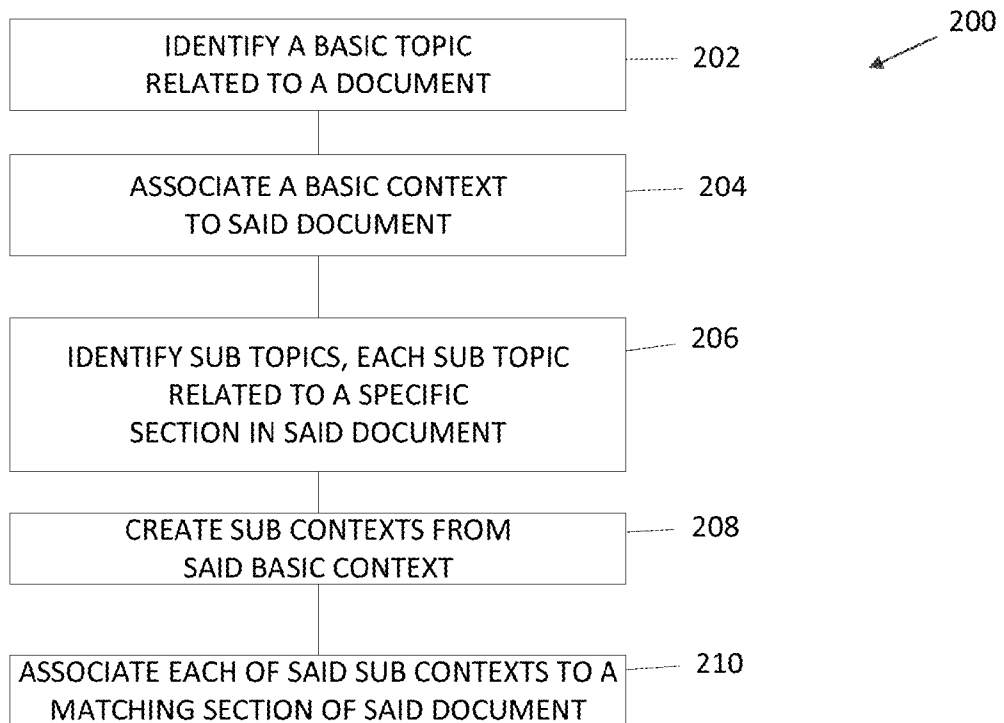 200
IDENTIFY A BASIC TOPIC
RELATED TO A DOCUMENT
202
ASSOCIATE A BASIC CONTEXT
TO SAID DOCUMENT
204
IDENTIFY SUB TOPICS, EACH SUB TOPIC
RELATED TO A SPECIFIC
SECTION IN SAID DOCUMENT
206
CREATE SUB CONTEXTS FROM
SAID BASIC CONTEXT
208
ASSOCIATE EACH OF SAID SUB CONTEXTS TO A
MATCHING SECTION OF SAID DOCUMENT
210